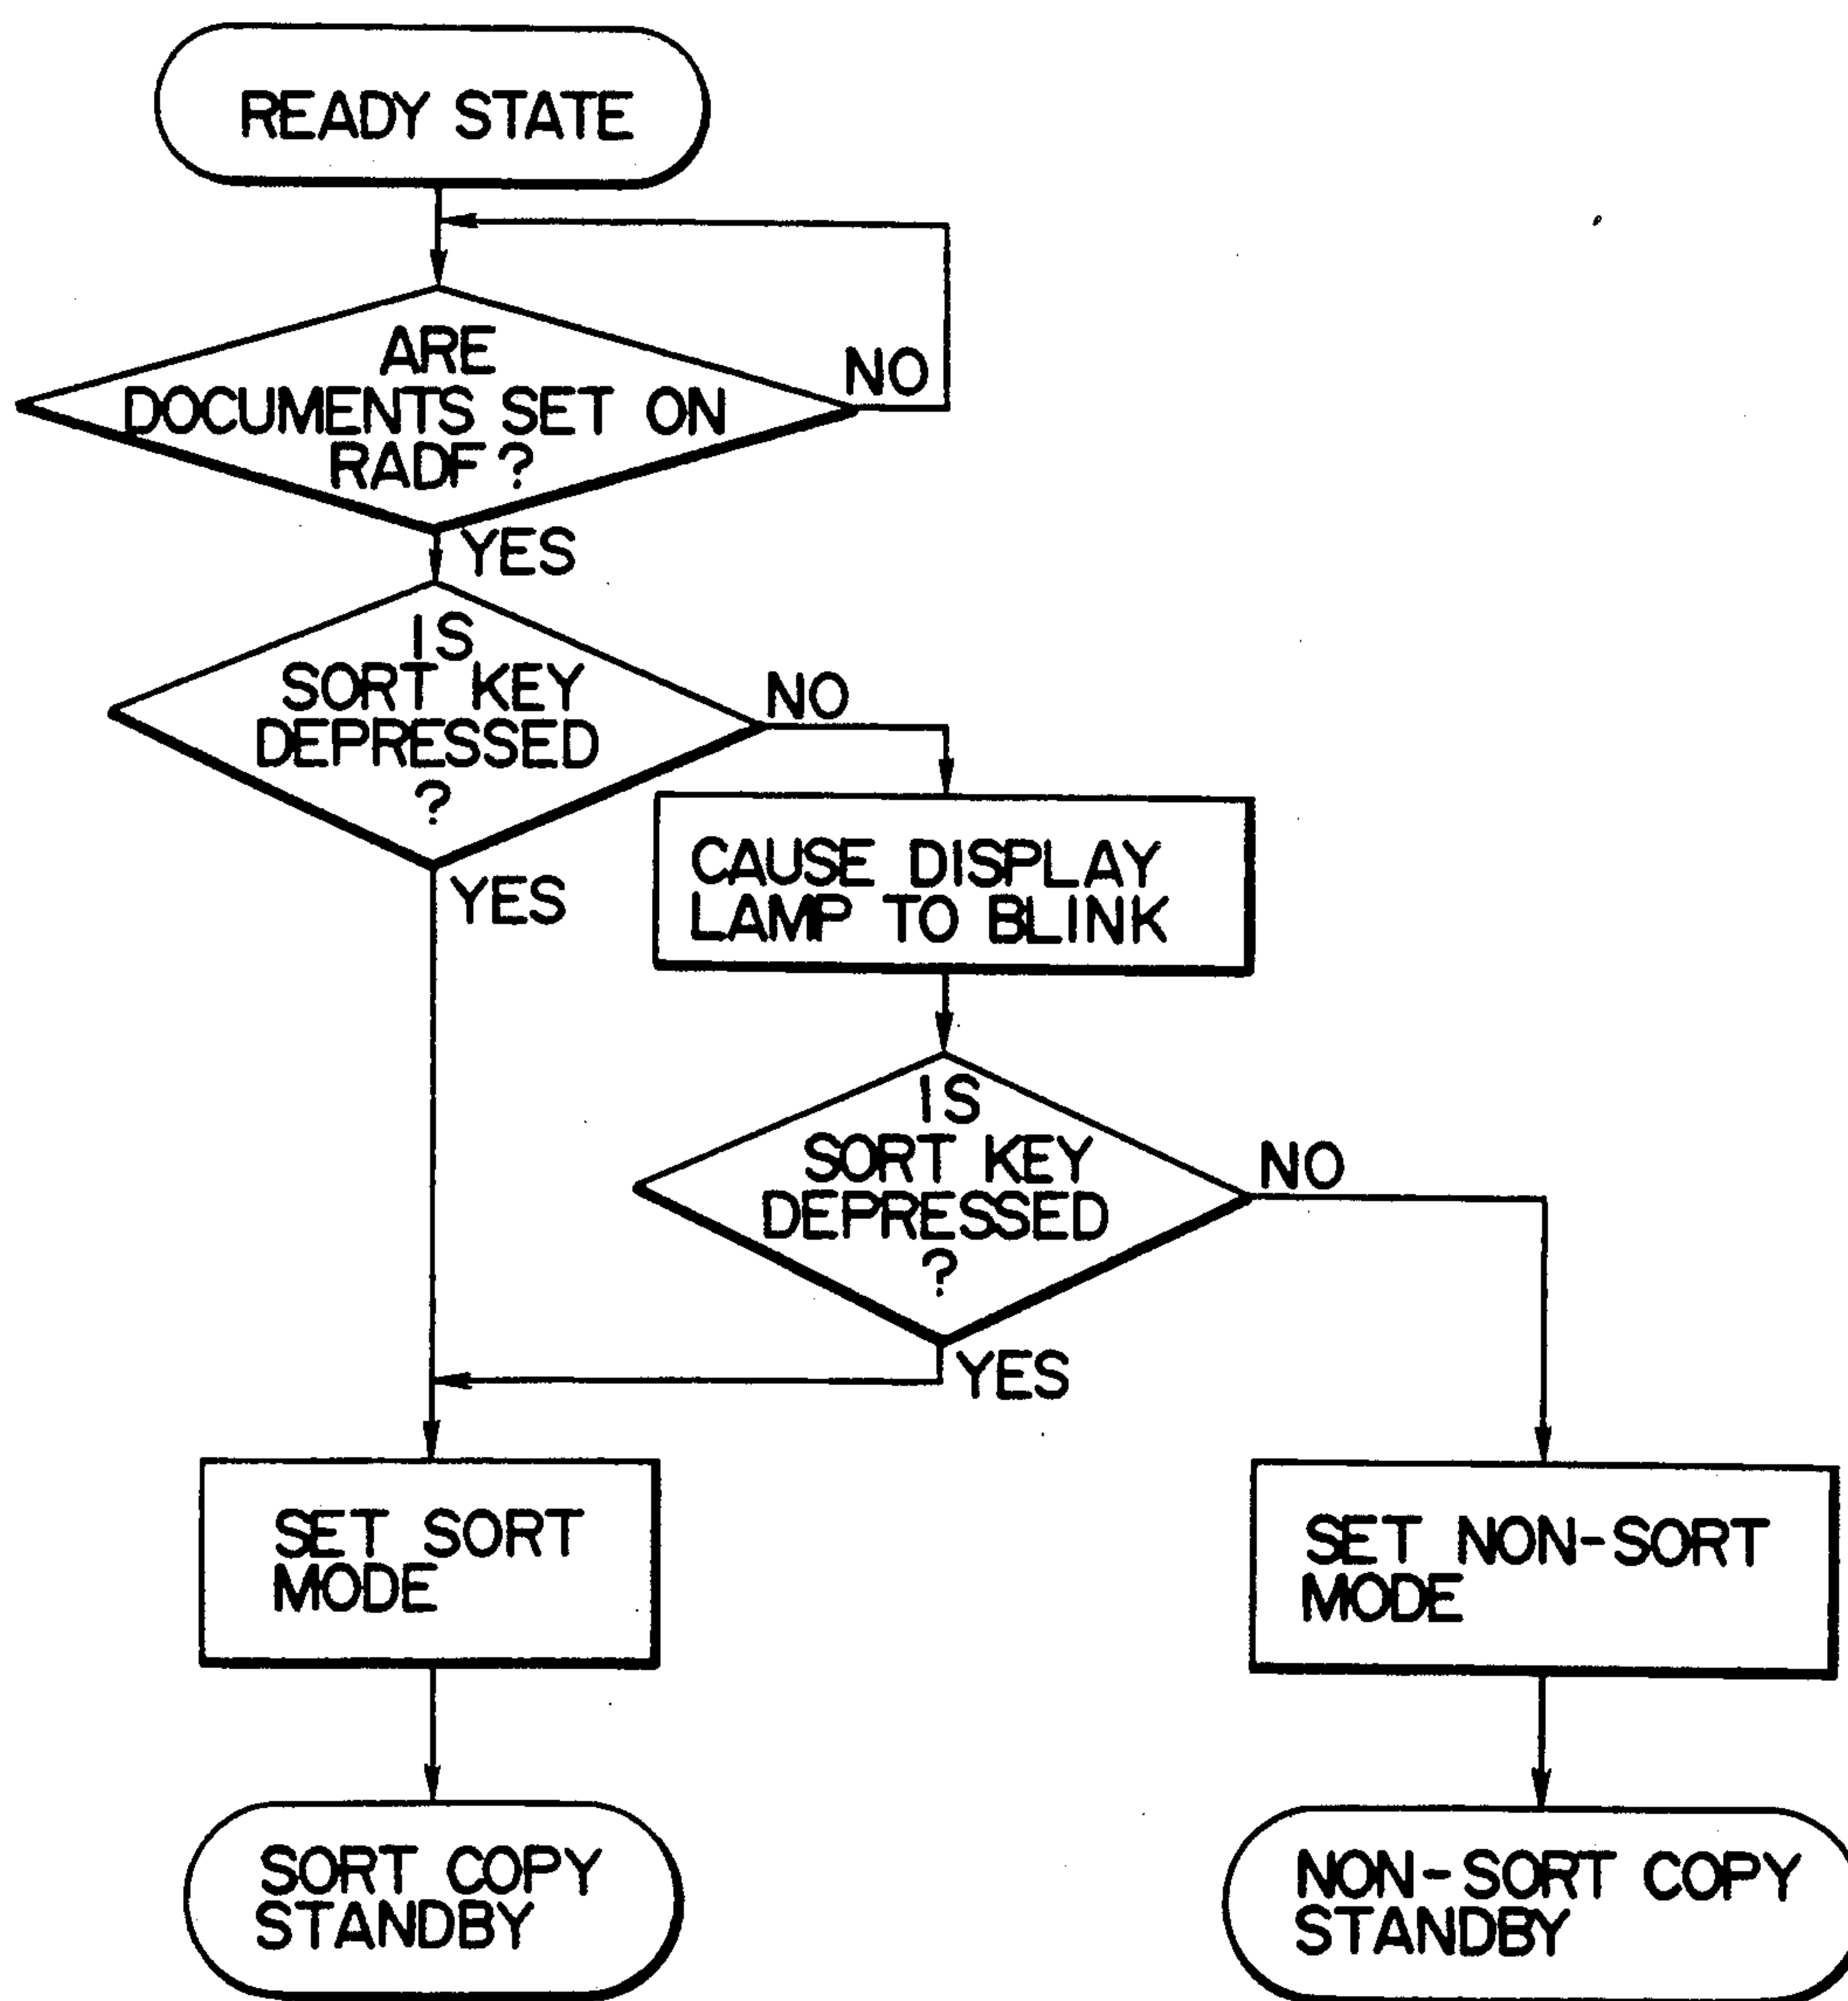 READY STATE
ARE
DOCUMENTS SET ON
RADF?
NO
YES
IS
SORT KEY
DEPRESSED
?
NO
YES
CAUSE DISPLAY
LAMP TO BLINK
IS
SORT KEY
DEPRESSED
?
NO
YES
SET SORT
MODE
SET NON-SORT
MODE
SORT COPY
STANDBY
NON-SORT COPY
STANDBY